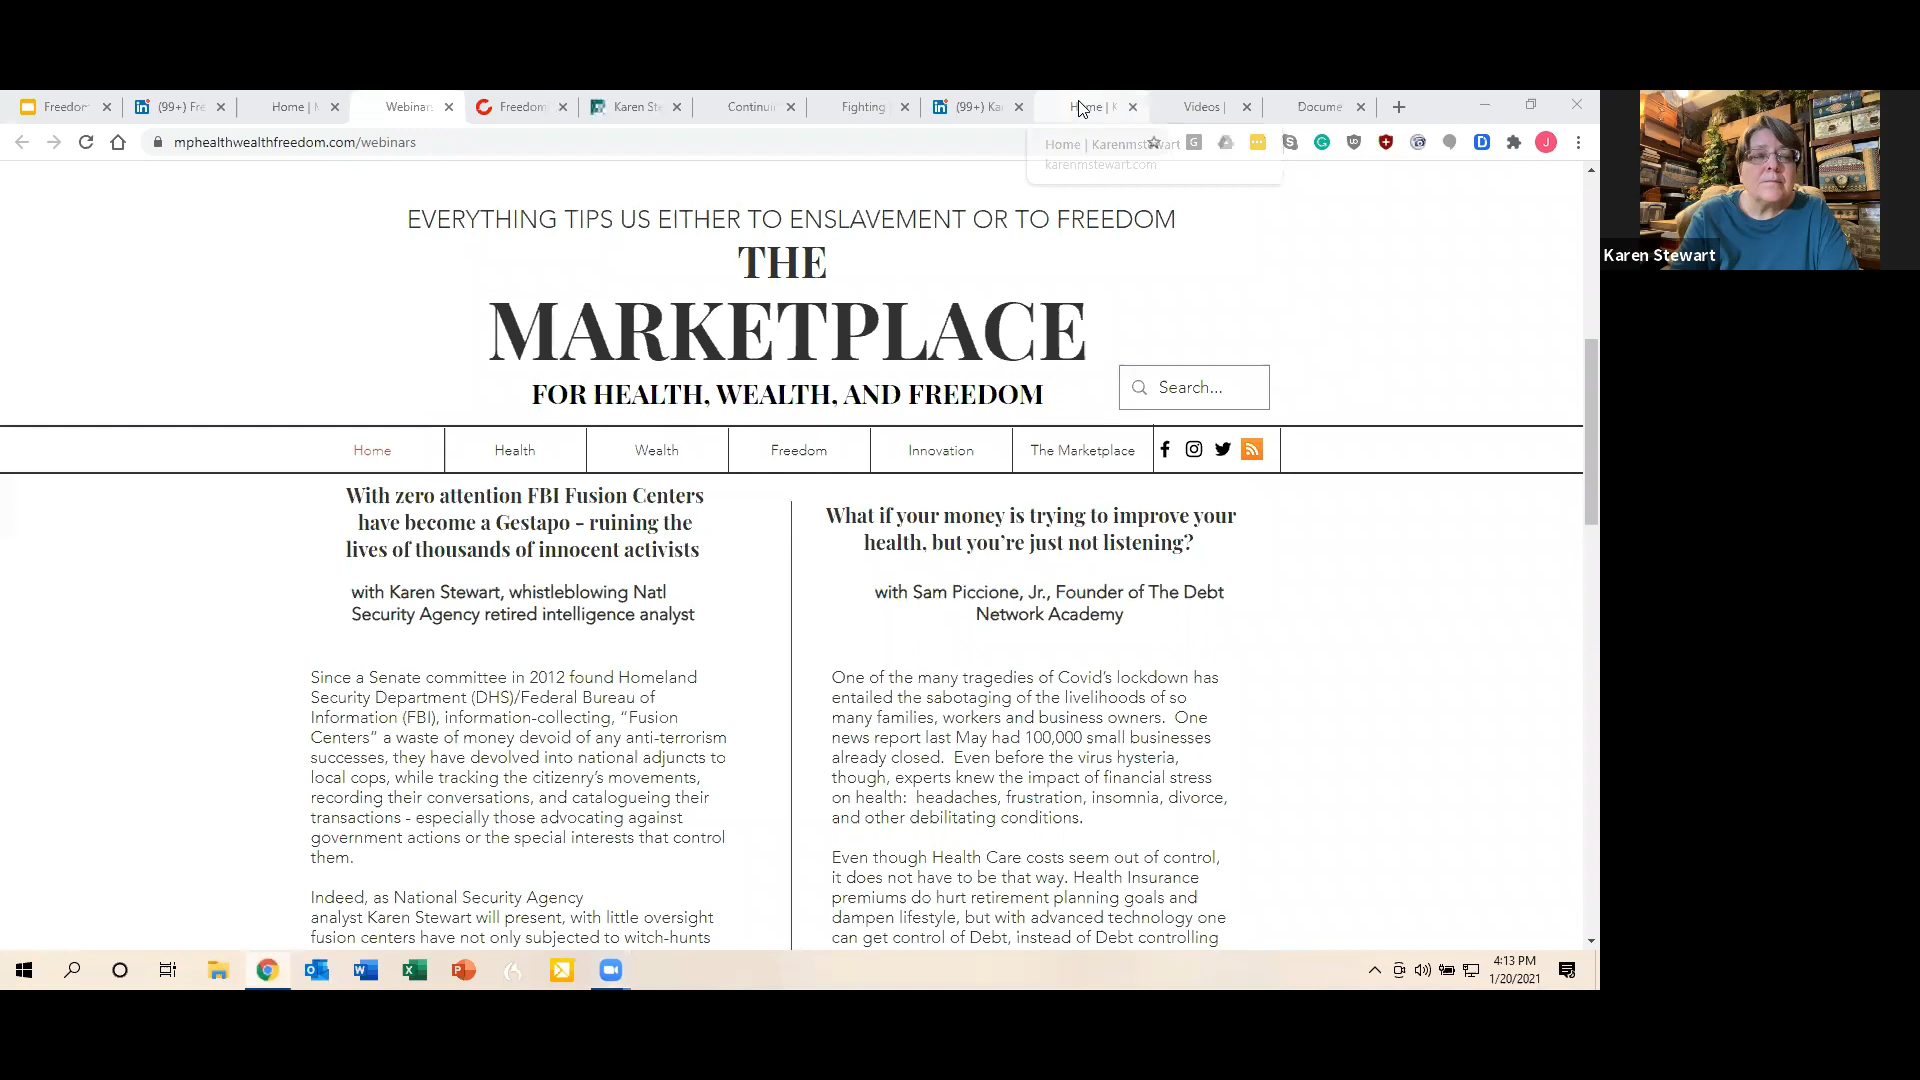 Freedom
(99+) Fre
Home |
Webinar
Freedom
Karen Ste
Continui
Fighting
(99+) Ka
Home | K
Videos |
Docume
mphealthwealthfreedom.com/webinars
Home | Karenmstewart
karenmstewart.com
Karen Stewart
EVERYTHING TIPS US EITHER TO ENSLAVEMENT OR TO FREEDOM
THE
MARKETPLACE
FOR HEALTH, WEALTH, AND FREEDOM
Search...
Home
Health
Wealth
Freedom
Innovation
The Marketplace
With zero attention FBI Fusion Centers
have become a Gestapo - ruining the
lives of thousands of innocent activists
with Karen Stewart, whistleblowing Natl
Security Agency retired intelligence analyst
Since a Senate committee in 2012 found Homeland
Security Department (DHS)/Federal Bureau of
Information (FBI), information-collecting, “Fusion
Centers” a waste of money devoid of any anti-terrorism
successes, they have devolved into national adjuncts to
local cops, while tracking the citizenry’s movements,
recording their conversations, and catalogueing their
transactions - especially those advocating against
government actions or the special interests that control
them.
Indeed, as National Security Agency
analyst Karen Stewart will present, with little oversight
fusion centers have not only subjected to witch-hunts
What if your money is trying to improve your
health, but you’re just not listening?
with Sam Piccione, Jr., Founder of The Debt
Network Academy
One of the many tragedies of Covid’s lockdown has
entailed the sabotaging of the livelihoods of so
many families, workers and business owners. One
news report last May had 100,000 small businesses
already closed. Even before the virus hysteria,
though, experts knew the impact of financial stress
on health: headaches, frustration, insomnia, divorce,
and other debilitating conditions.
Even though Health Care costs seem out of control,
it does not have to be that way. Health Insurance
premiums do hurt retirement planning goals and
dampen lifestyle, but with advanced technology one
can get control of Debt, instead of Debt controlling
4:13 PM
1/20/2021